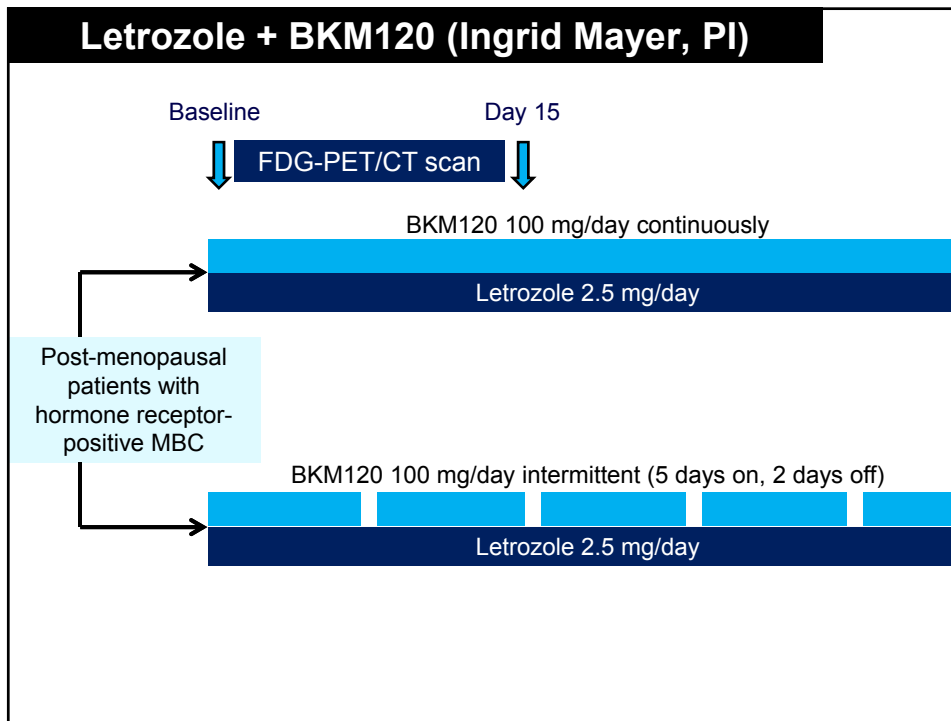 Letrozole + BKM120 (Ingrid Mayer, PI)
Baseline
Day 15
FDG-PET/CT scan
BKM120 100 mg/day continuously
Letrozole 2.5 mg/day
Post-menopausal
patients with
hormone receptor-
positive MBC
BKM120 100 mg/day intermittent (5 days on, 2 days off)
Letrozole 2.5 mg/day